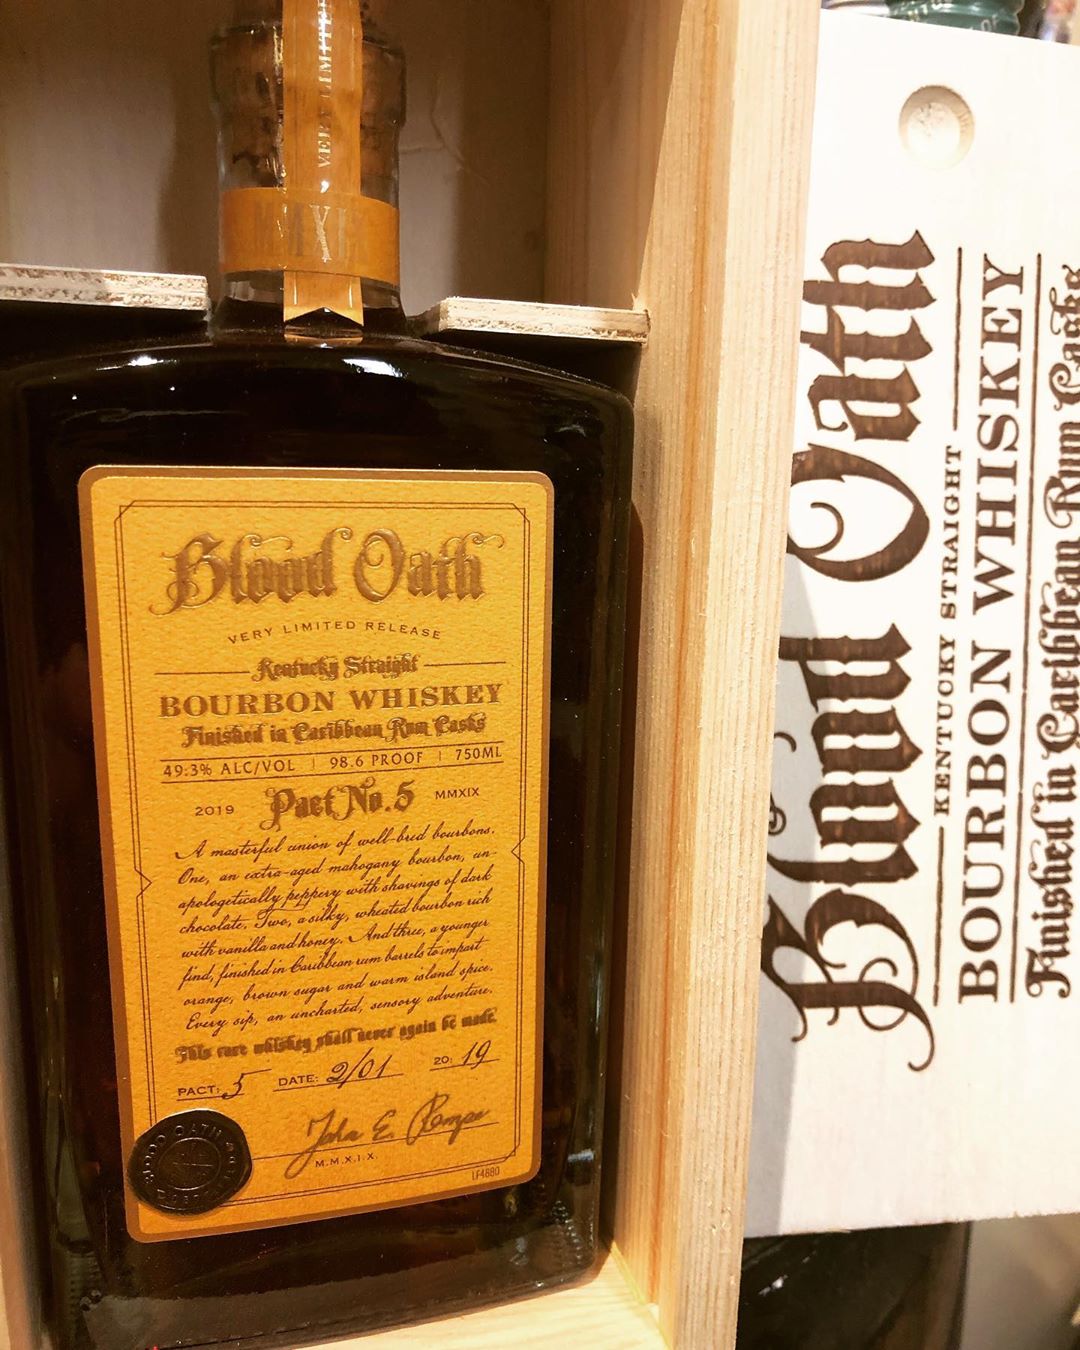 VERY LIMITED
MMXIX
Blood Oath
VERY LIMITED RELEASE
Kentucky Straight
BOURBON WHISKEY
Finished in Caribbean Rum Casks
49.3% ALC/VOL | 98.6 PROOF | 750ML
2019 Pact No.5 MMXIX
A masterful union of well-bred bourbons.
One, an extra-aged mahogany bourbon, un-
apologetically peppery with shavings of dark
chocolate. Two, a silky, wheated bourbon rich
with vanilla and honey. And three, a younger
find, finished in Caribbean rum barrels to impart
orange, brown sugar and warm island spice.
Every sip, an uncharted, sensory adventure.
This rare whiskey shall never again be made.
PACT: 5 DATE: 2/01 20: 19
John E. Rempe
M.M.X.I.X.
LF4880
BLOOD OATH
Blood Oath
KENTUCKY STRAIGHT
BOURBON WHISKEY
Finished in Caribbean Rum Casks